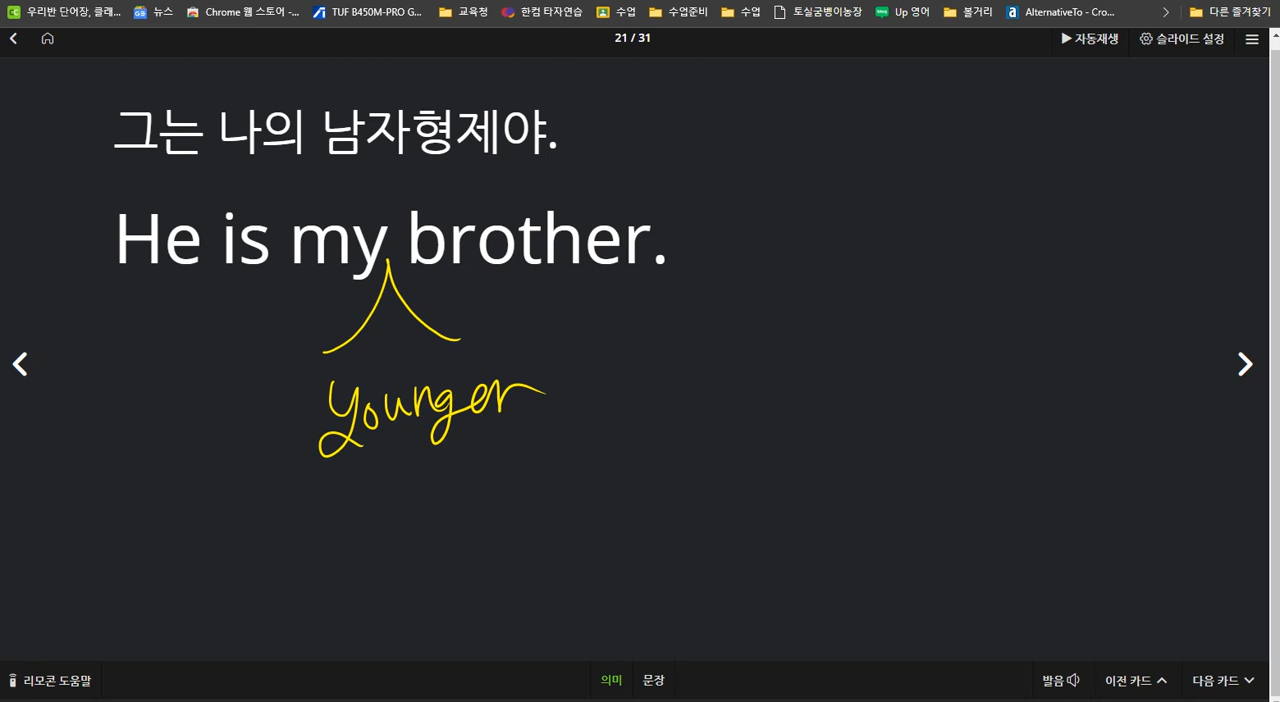 우리반 단어장, 클래... 뉴스 Chrome 웹 스토어 -... TUF B450M-PRO G... 교육청 한컴 타자연습 수업 수업준비 수업 토실궁뱅이농장 Up 영어 볼거리 AlternativeTo - Cro... 다른 즐겨찾기
21 / 31 자동재생 슬라이드 설정
그는 나의 남자형제야.
He is my brother.
younger
리모콘 도움말 의미 문장 발음 이전 카드 다음 카드